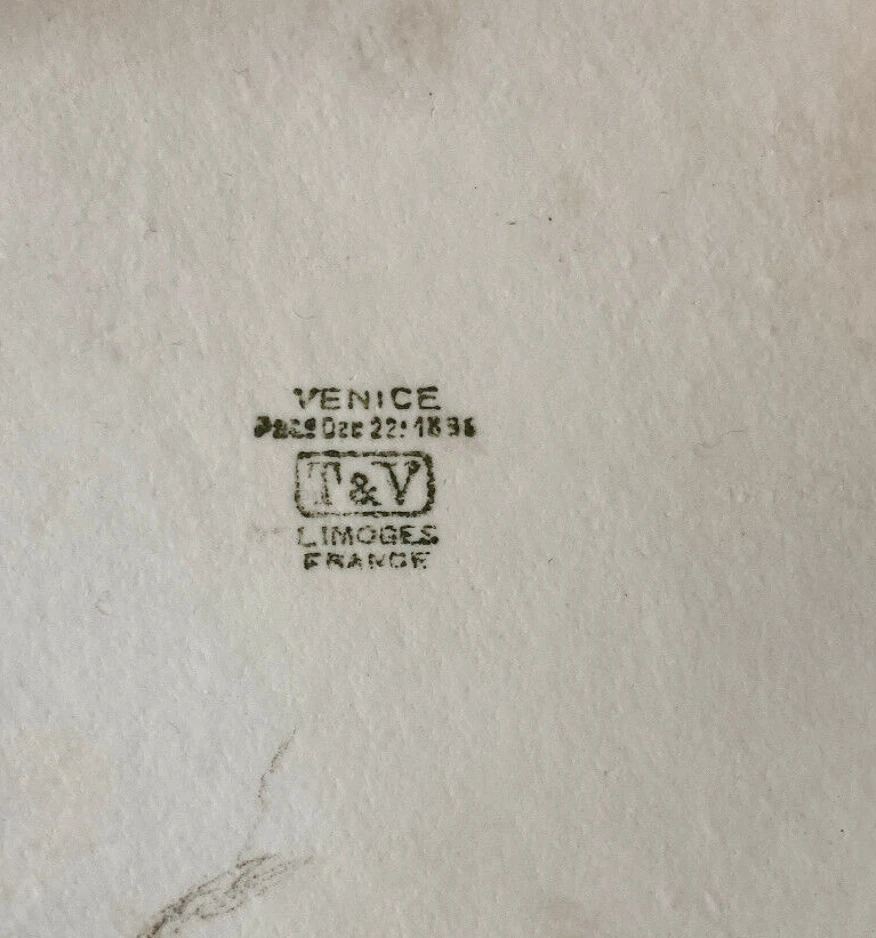 VENICE
Dec 22
T&V
LIMOGES
FRANCE